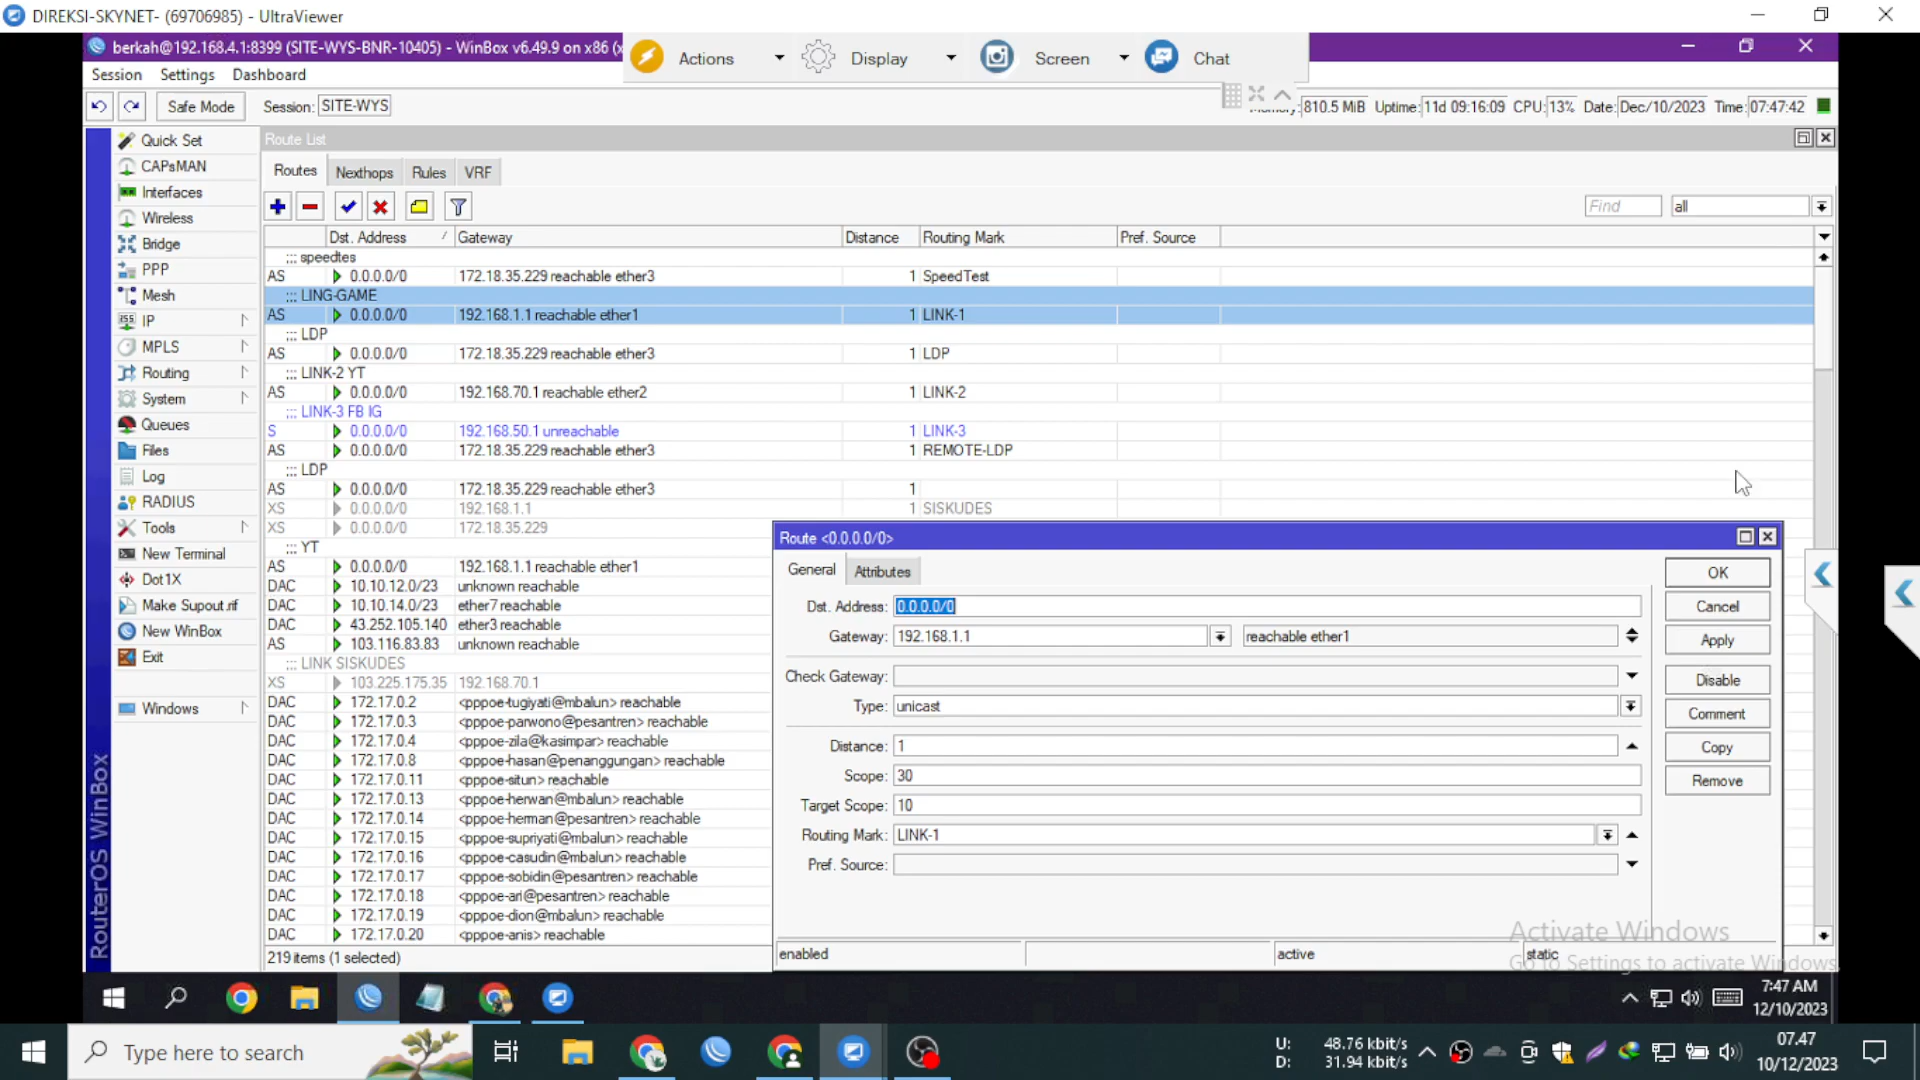 DIREKSI-SKYNET- (69706985) - UltraViewer
berkah@192.168.4.1:8399 (SITE-WYS-BNR-10405) - WinBox v6.49.9 on x86 (x
Actions
Display
Screen
Chat
Session Settings Dashboard
Safe Mode Session: SITE-WYS
810.5 MiB Uptime: 11d 09:16:09 CPU: 13% Date: Dec/10/2023 Time: 07:47:42
Quick Set
CAPsMAN
Interfaces
Wireless
Bridge
PPP
Mesh
IP
MPLS
Routing
System
Queues
Files
Log
RADIUS
Tools
New Terminal
Dot1X
Make Supout.rif
New WinBox
Exit
Windows
RouterOS WinBox
Route List
Routes Nexthops Rules VRF
Find all
Dst. Address / Gateway Distance Routing Mark Pref. Source
;;; speedtes
AS 0.0.0.0/0 172.18.35.229 reachable ether3 1 SpeedTest
;;; LING-GAME
AS 0.0.0.0/0 192.168.1.1 reachable ether1 1 LINK-1
;;; LDP
AS 0.0.0.0/0 172.18.35.229 reachable ether3 1 LDP
;;; LINK-2 YT
AS 0.0.0.0/0 192.168.70.1 reachable ether2 1 LINK-2
;;; LINK-3 FB IG
S 0.0.0.0/0 192.168.50.1 unreachable 1 LINK-3
AS 0.0.0.0/0 172.18.35.229 reachable ether3 1 REMOTE-LDP
;;; LDP
AS 0.0.0.0/0 172.18.35.229 reachable ether3 1
XS 0.0.0.0/0 192.168.1.1 1 SISKUDES
XS 0.0.0.0/0 172.18.35.229
;;; YT
AS 0.0.0.0/0 192.168.1.1 reachable ether1
DAC 10.10.12.0/23 unknown reachable
DAC 10.10.14.0/23 ether7 reachable
DAC 43.252.105.140 ether3 reachable
AS 103.116.83.83 unknown reachable
;;; LINK SISKUDES
XS 103.225.175.35 192.168.70.1
DAC 172.17.0.2 <pppoe-tugiyati@mbalun> reachable
DAC 172.17.0.3 <pppoe-parwono@pesantren> reachable
DAC 172.17.0.4 <pppoe-zila@kasimpar> reachable
DAC 172.17.0.8 <pppoe-hasan@penanggungan> reachable
DAC 172.17.0.11 <pppoe-situn> reachable
DAC 172.17.0.13 <pppoe-herwan@mbalun> reachable
DAC 172.17.0.14 <pppoe-herman@pesantren> reachable
DAC 172.17.0.15 <pppoe-supriyati@mbalun> reachable
DAC 172.17.0.16 <pppoe-casudin@mbalun> reachable
DAC 172.17.0.17 <pppoe-sobidin@pesantren> reachable
DAC 172.17.0.18 <pppoe-ari@pesantren> reachable
DAC 172.17.0.19 <pppoe-dion@mbalun> reachable
DAC 172.17.0.20 <pppoe-anis> reachable
219 items (1 selected)
Route <0.0.0.0/0>
General Attributes
Dst. Address: 0.0.0.0/0
Gateway: 192.168.1.1 reachable ether1
Check Gateway:
Type: unicast
Distance: 1
Scope: 30
Target Scope: 10
Routing Mark: LINK-1
Pref. Source:
OK
Cancel
Apply
Disable
Comment
Copy
Remove
enabled active static
Activate Windows
Go to Settings to activate Windows.
7:47 AM
12/10/2023
Type here to search
U: 48.76 kbit/s
D: 31.94 kbit/s
07.47
10/12/2023